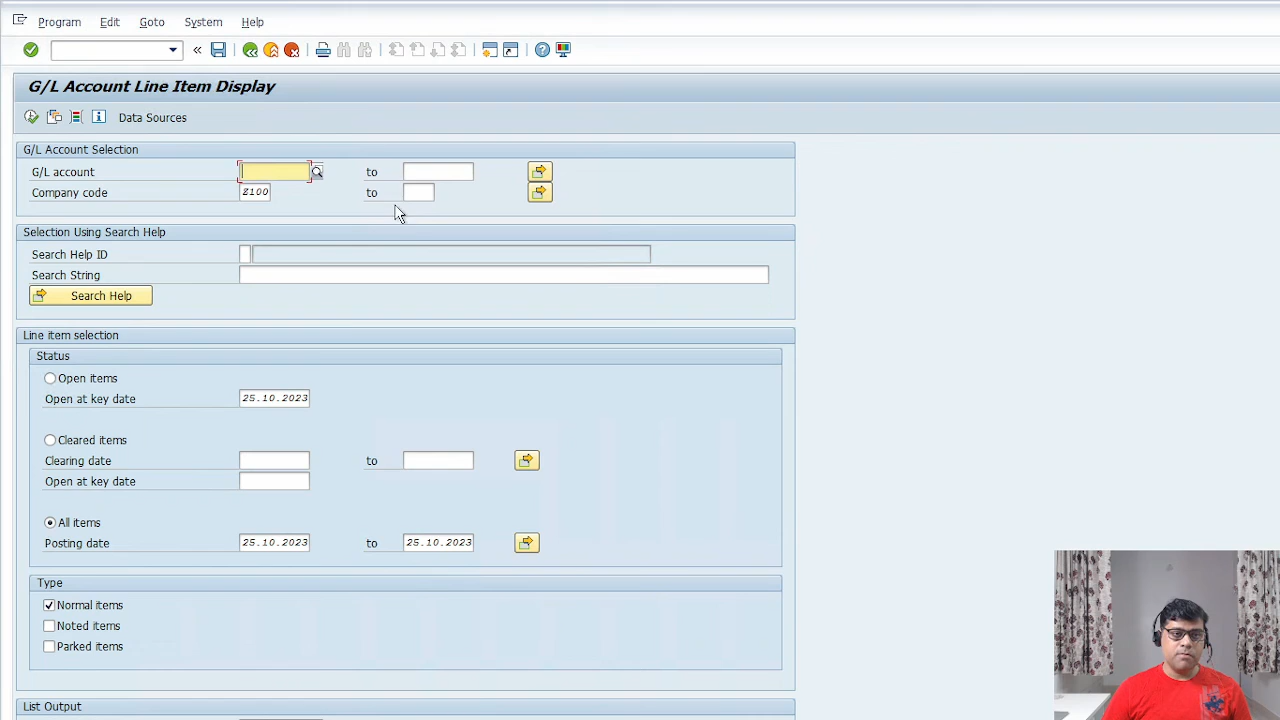 Program Edit Goto System Help
G/L Account Line Item Display
Data Sources
G/L Account Selection
G/L account to
Company code Z100 to
Selection Using Search Help
Search Help ID
Search String
Search Help
Line item selection
Status
Open items
Open at key date 25.10.2023
Cleared items
Clearing date to
Open at key date
All items
Posting date 25.10.2023 to 25.10.2023
Type
Normal items
Noted items
Parked items
List Output